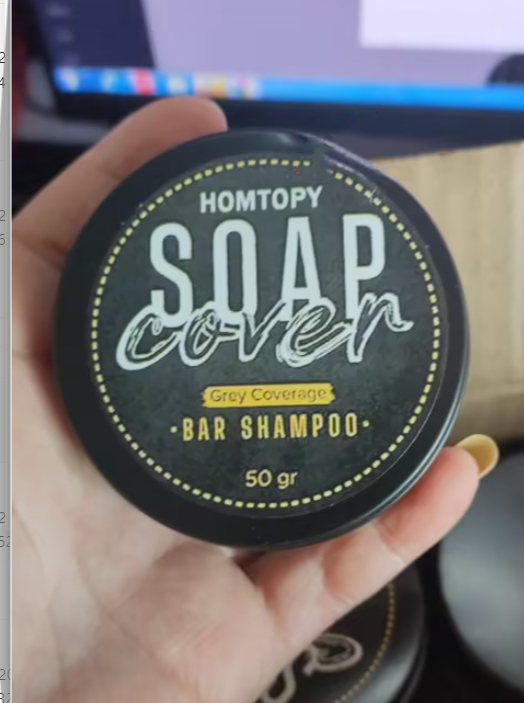 HOMTOPY
SOAP
cover
Grey Coverage
·BAR SHAMPOO·
50 gr